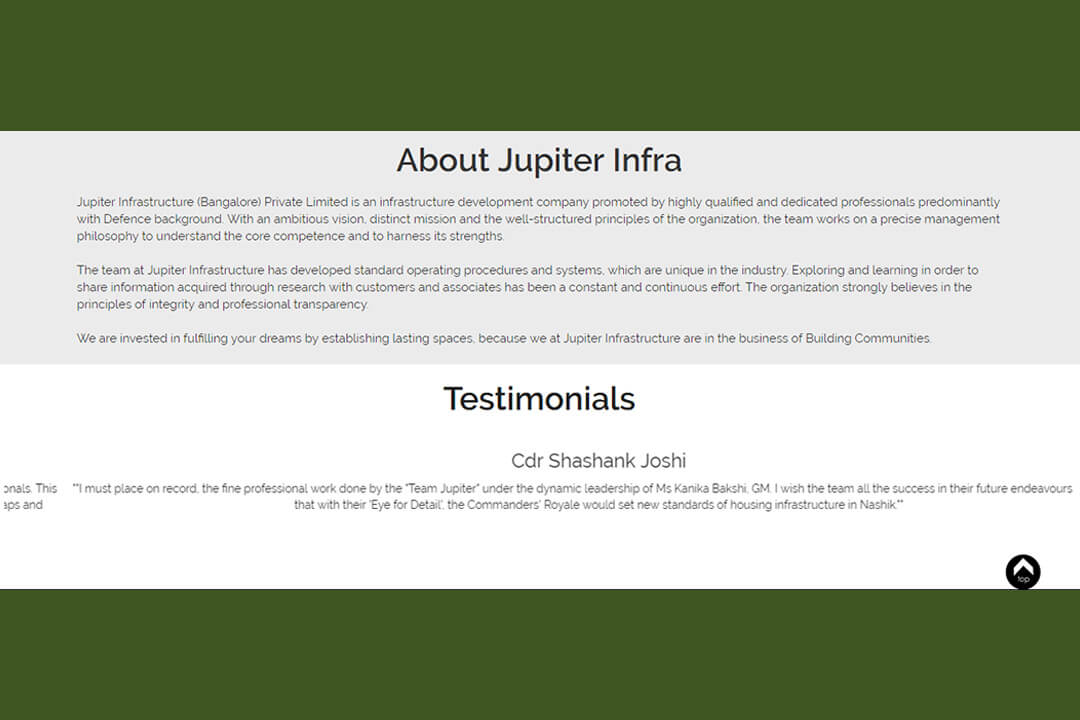 About Jupiter Infra
Jupiter Infrastructure (Bangalore) Private Limited is an infrastructure development company promoted by highly qualified and dedicated professionals predominantly
with Defence background. With an ambitious vision, distinct mission and the well-structured principles of the organization, the team works on a precise management
philosophy to understand the core competence and to harness its strengths.
The team at Jupiter Infrastructure has developed standard operating procedures and systems, which are unique in the industry. Exploring and learning in order to
share information acquired through research with customers and associates has been a constant and continuous effort. The organization strongly believes in the
principles of integrity and professional transparency.
We are invested in fulfilling your dreams by establishing lasting spaces, because we at Jupiter Infrastructure are in the business of Building Communities.
Testimonials
Cdr Shashank Joshi
onals. This
aps and
""I must place on record, the fine professional work done by the "Team Jupiter" under the dynamic leadership of Ms Kanika Bakshi, GM. I wish the team all the success in their future endeavours
that with their 'Eye for Detail', the Commanders' Royale would set new standards of housing infrastructure in Nashik.""
top